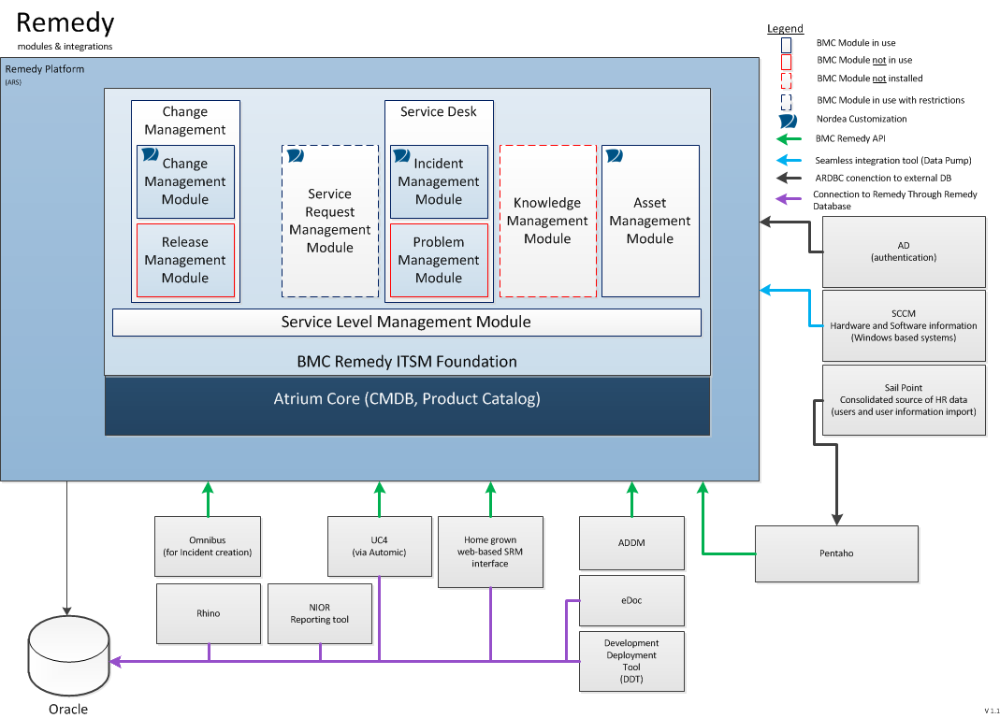 Remedy
modules & integrations
Legend
BMC Module in use
BMC Module not in use
BMC Module not installed
BMC Module in use with restrictions
Nordea Customization
BMC Remedy API
Seamless integration tool (Data Pump)
ARDBC conenction to external DB
Connection to Remedy Through Remedy
Database
Remedy Platform
(ARS)
Change
Management
Change
Management
Module
Release
Management
Module
Service
Request
Management
Module
Service Desk
Incident
Management
Module
Problem
Management
Module
Knowledge
Management
Module
Asset
Management
Module
Service Level Management Module
BMC Remedy ITSM Foundation
Atrium Core (CMDB, Product Catalog)
AD
(authentication)
SCCM
Hardware and Software information
(Windows based systems)
Sail Point
Consolidated source of HR data
(users and user information import)
Omnibus
(for Incident creation)
UC4
(via Automic)
Home grown
web-based SRM
interface
ADDM
Pentaho
Rhino
NIOR
Reporting tool
eDoc
Development
Deployment
Tool
(DDT)
Oracle
V 1.1